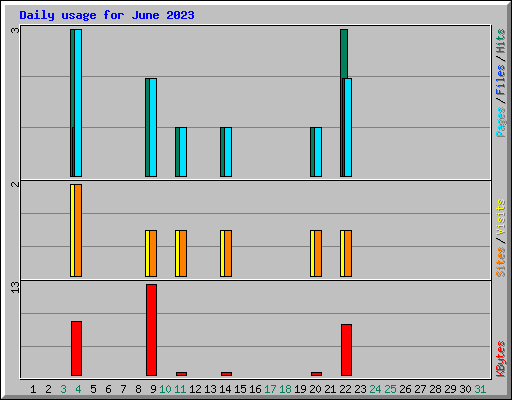 Daily usage for June 2023
3
2
13
Pages/Files/Hits
Sites/Visits
KBytes
1 2 3 4 5 6 7 8 9 10 11 12 13 14 15 16 17 18 19 20 21 22 23 24 25 26 27 28 29 30 31